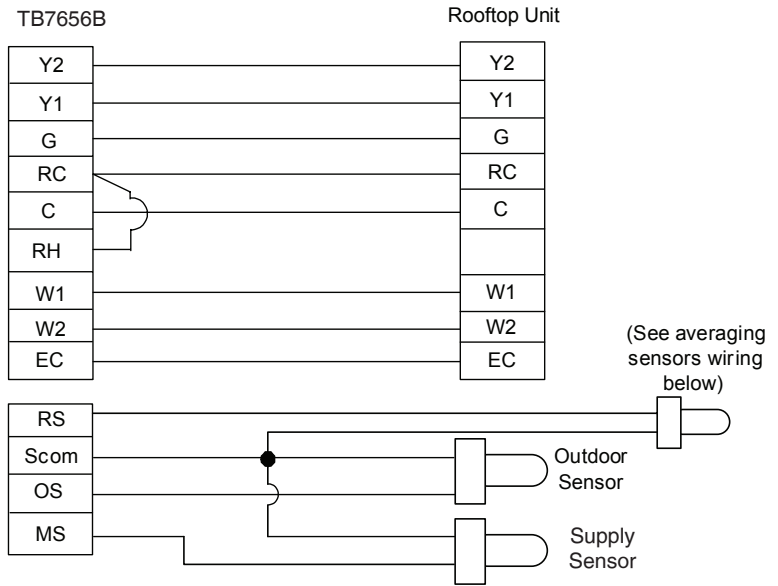 TB7656B
Rooftop Unit
Y2
Y2
Y1
Y1
G
G
RC
RC
C
C
RH
W1
W1
W2
W2
EC
EC
(See averaging
sensors wiring
below)
RS
Scom
Outdoor
Sensor
OS
MS
Supply
Sensor